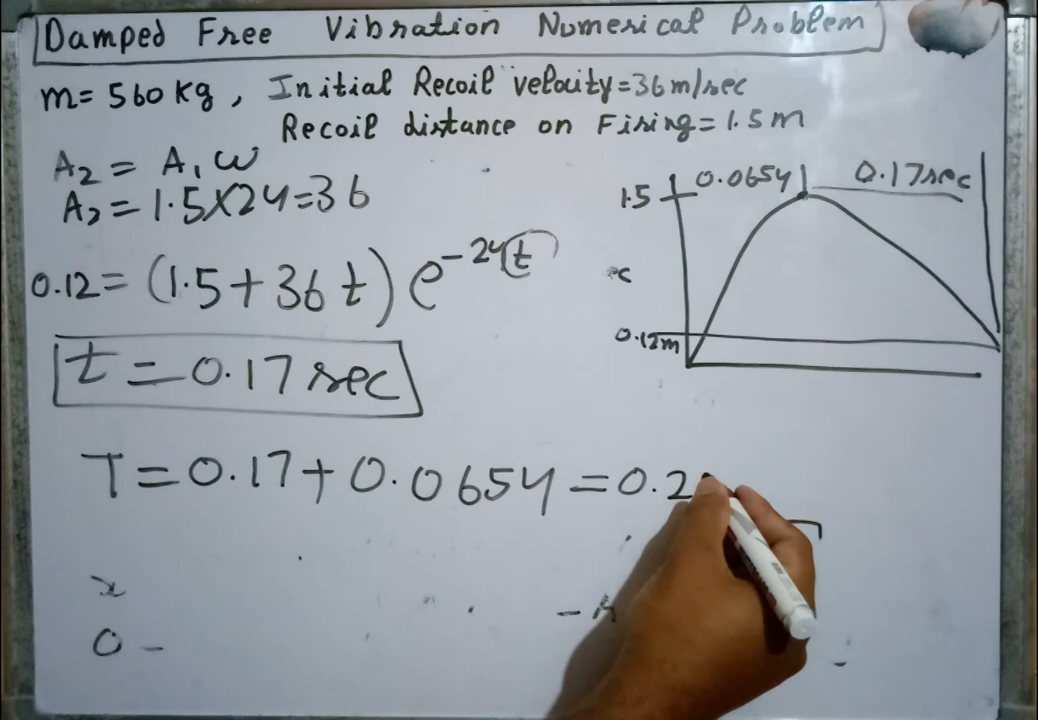 Damped Free Vibration Numerical Problem
m = 560 kg, Initial Recoil velocity = 36 m/sec
Recoil distance on Firing = 1.5 m
A₂ = A₁ω
A₂ = 1.5×24 = 36
0.12 = (1.5 + 36 t) e^-24t
t = 0.17 sec
T = 0.17 + 0.0654 = 0.2
x
0 -
1.5
0.0654
0.17 sec
0.12m